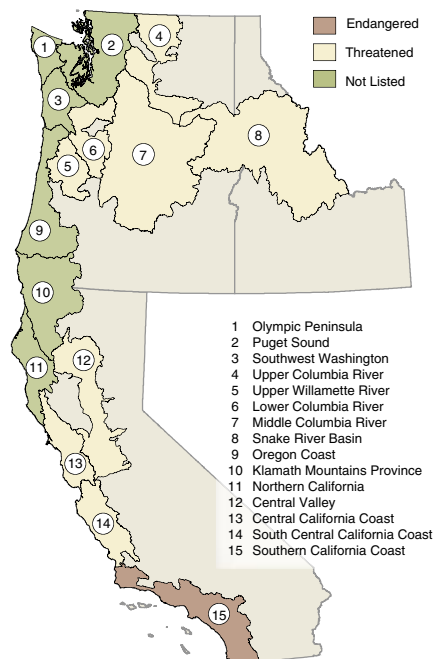 Endangered
Threatened
Not Listed
1
2
3
4
5
6
7
8
9
10
11
12
13
14
15
1 Olympic Peninsula
2 Puget Sound
3 Southwest Washington
4 Upper Columbia River
5 Upper Willamette River
6 Lower Columbia River
7 Middle Columbia River
8 Snake River Basin
9 Oregon Coast
10 Klamath Mountains Province
11 Northern California
12 Central Valley
13 Central California Coast
14 South Central California Coast
15 Southern California Coast